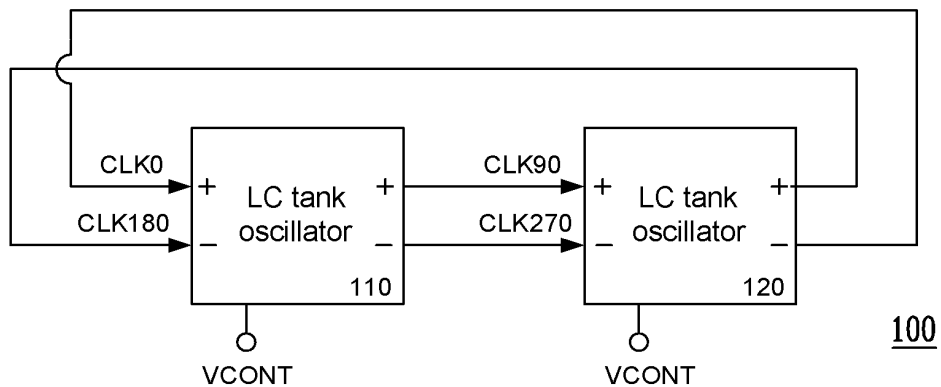 CLK0
CLK180
+
−
LC tank
oscillator
+
−
110
VCONT
CLK90
CLK270
+
−
LC tank
oscillator
+
−
120
VCONT
100